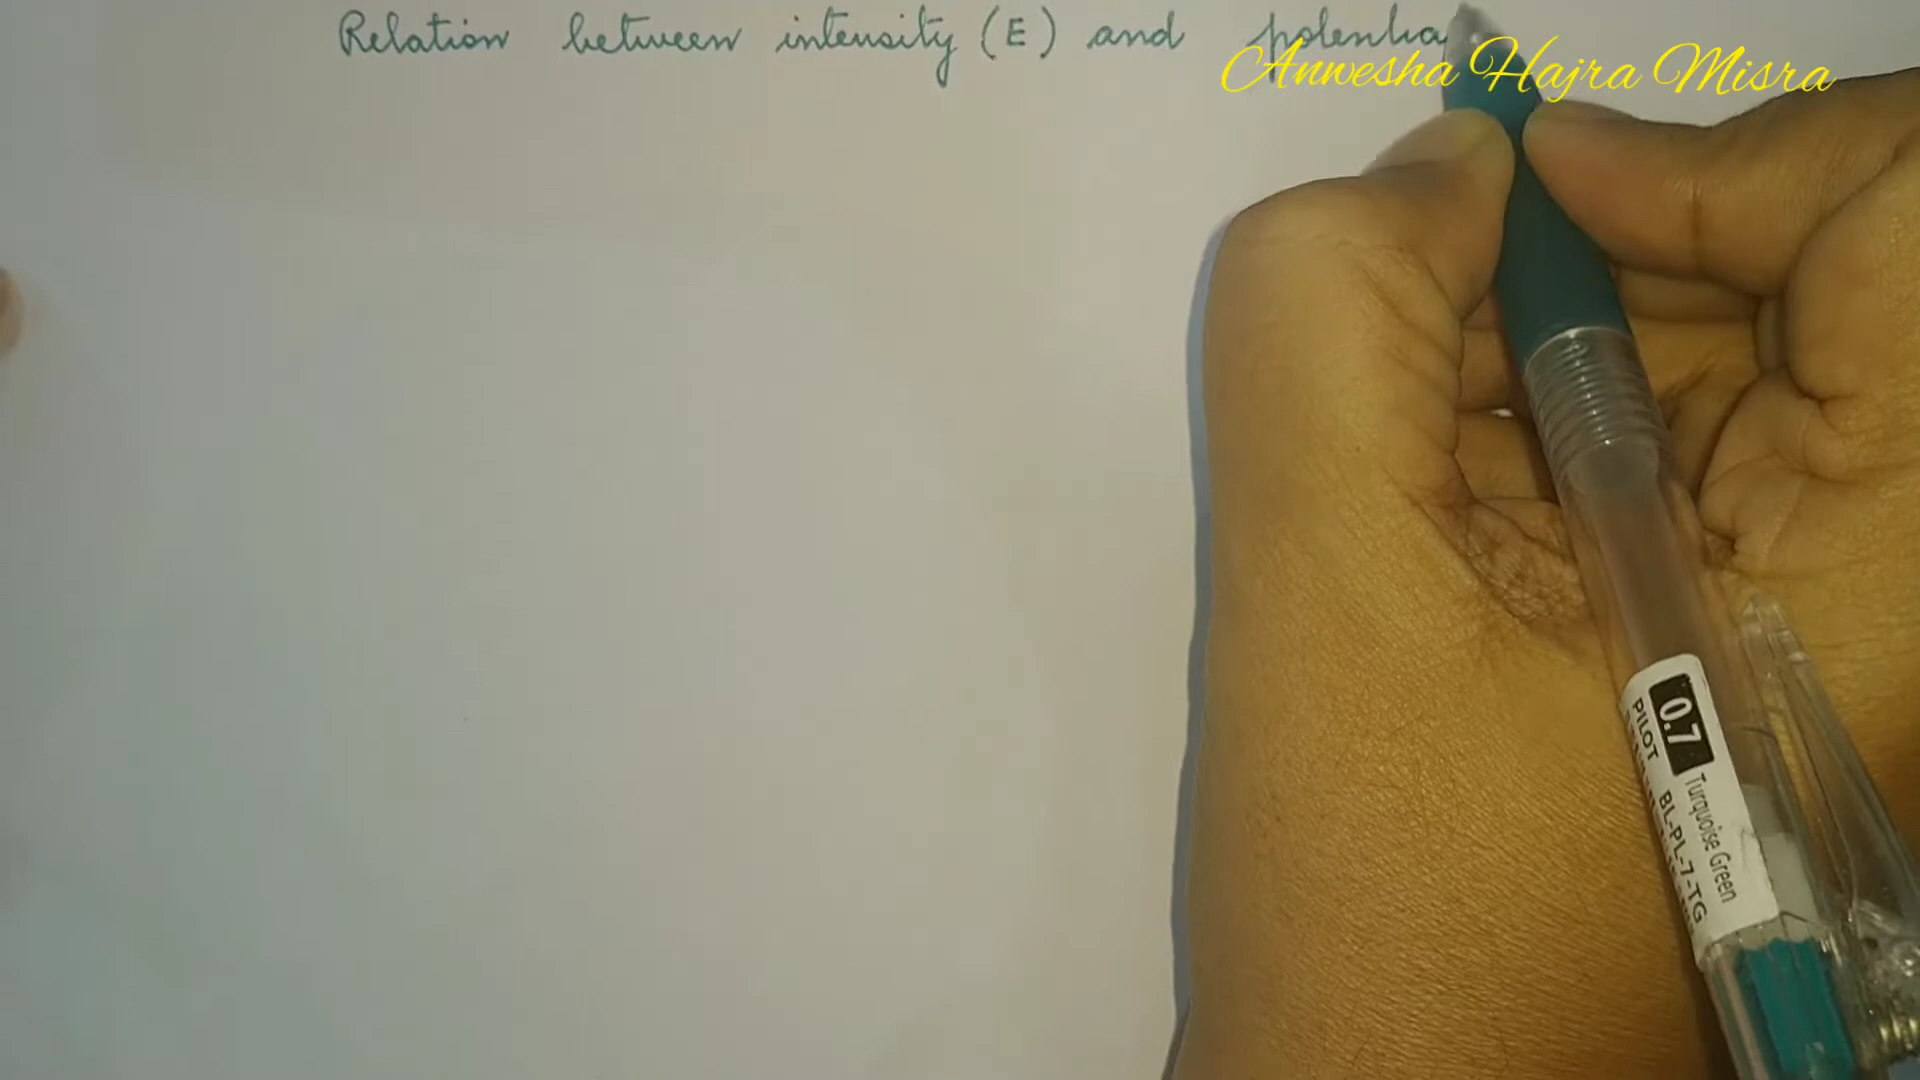 Relation between intensity (E) and potentia
Anwesha Hajra Misra
0.7
PILOT BL-PL-7-TG
Turquoise Green